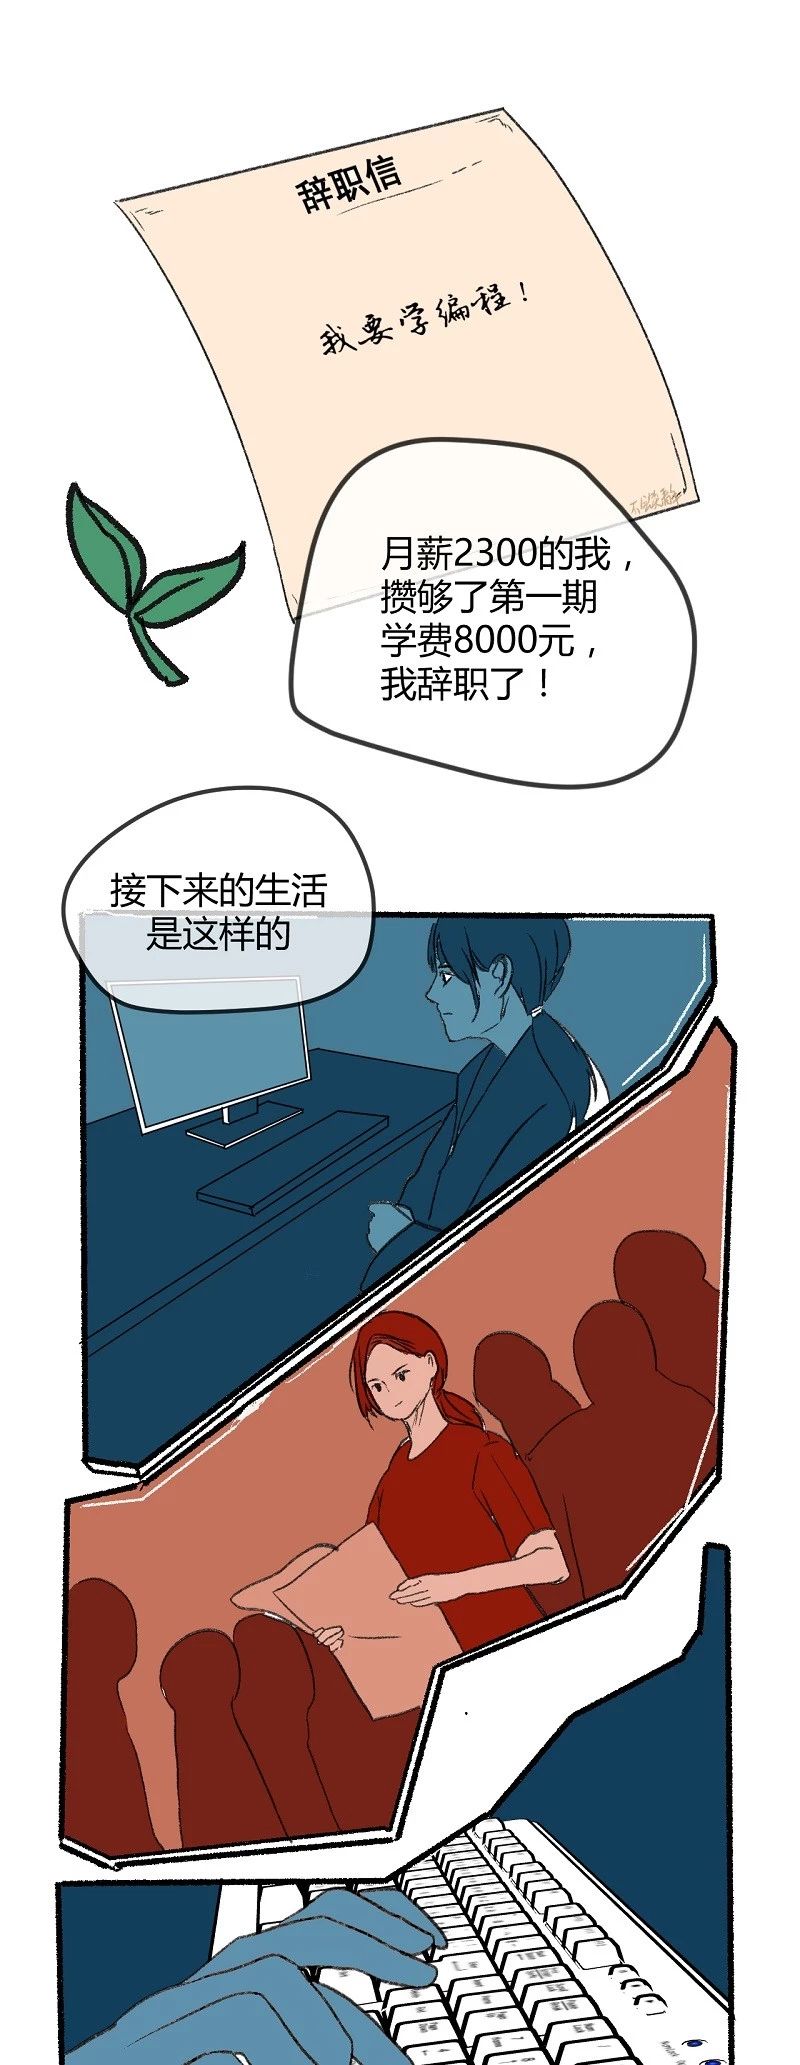 辞职信
我要学编程！
月薪2300的我，
攒够了第一期
学费8000元，
我辞职了！
接下来的生活
是这样的